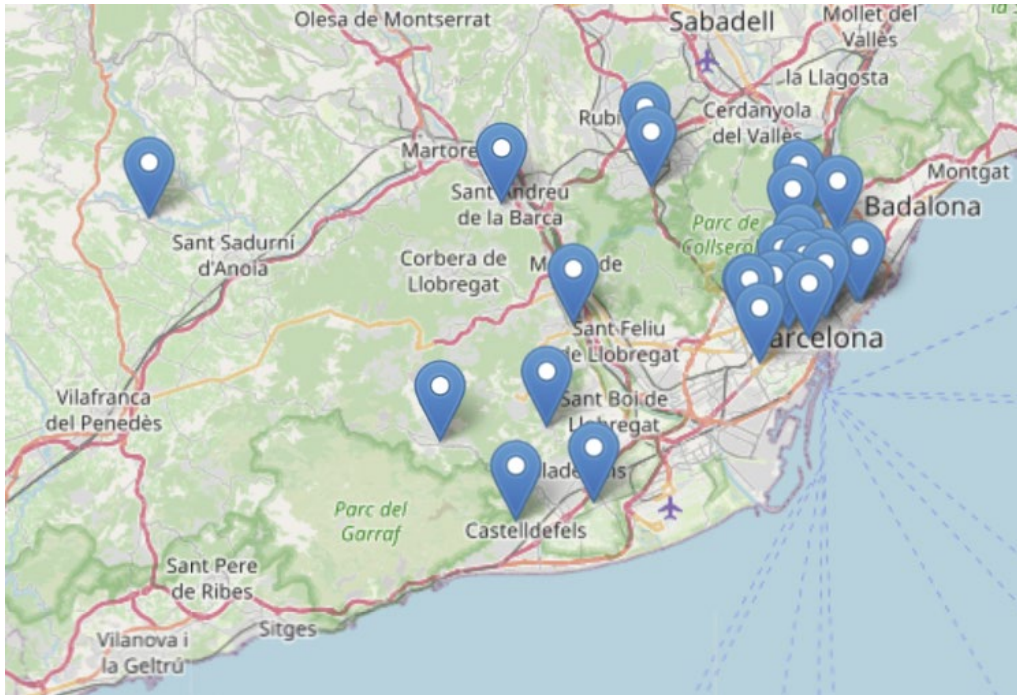 Olesa de Montserrat
Sabadell
Mollet del
Vallès
la Llagosta
Cerdanyola
del Vallès
Sant Andreu
de la Barca
Montgat
Badalona
Parc de
Sant Sadurní
d'Anoia
Corbera de
Llobregat
Sant Feliu
de Llobregat
Vilafranca
del Penedès
Sant Boi de
Llobregat
Parc del
Garraf
Castelldefels
Sant Pere
de Ribes
Sitges
Vilanova i
la Geltrú